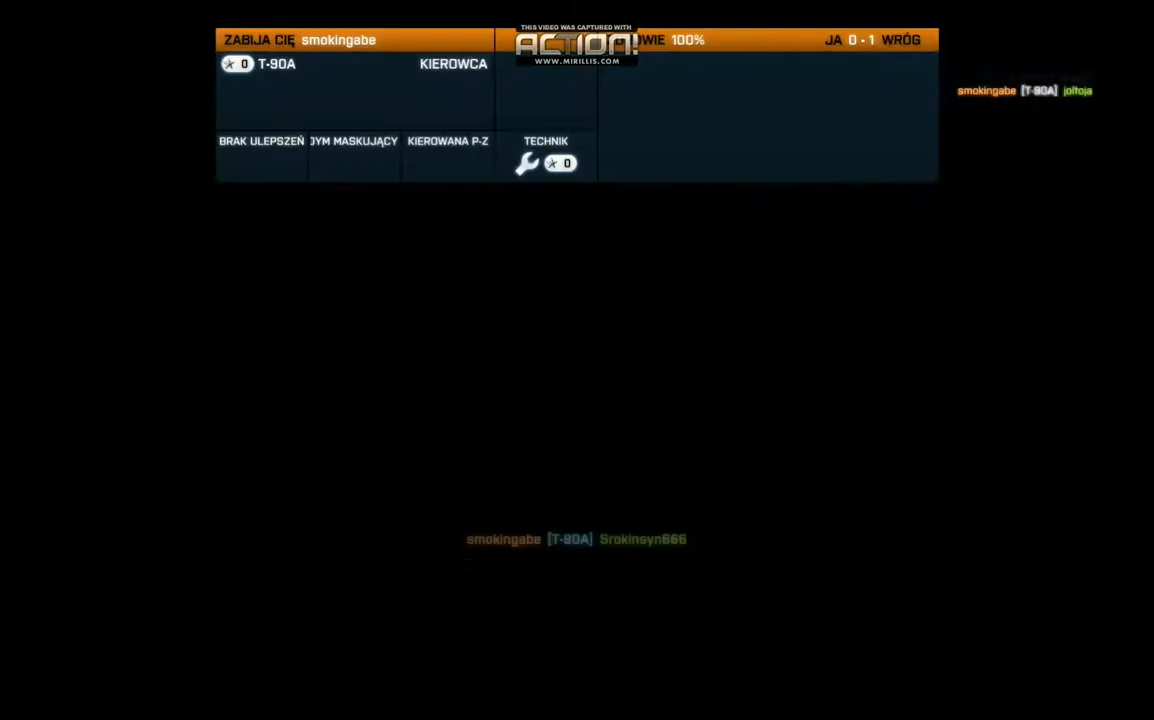 THIS VIDEO WAS CAPTURED WITH
ACTION!
WWW.MIRILLIS.COM
ZABIJA CIĘ smokingabe
OWIE 100%
JA 0 - 1 WRÓG
0 T-90A KIEROWCA
smokingabe [T-90A] joltoja
BRAK ULEPSZEŃ DYM MASKUJĄCY KIEROWANA P-Z TECHNIK
0
smokingabe [T-90A] Srokinsyn666